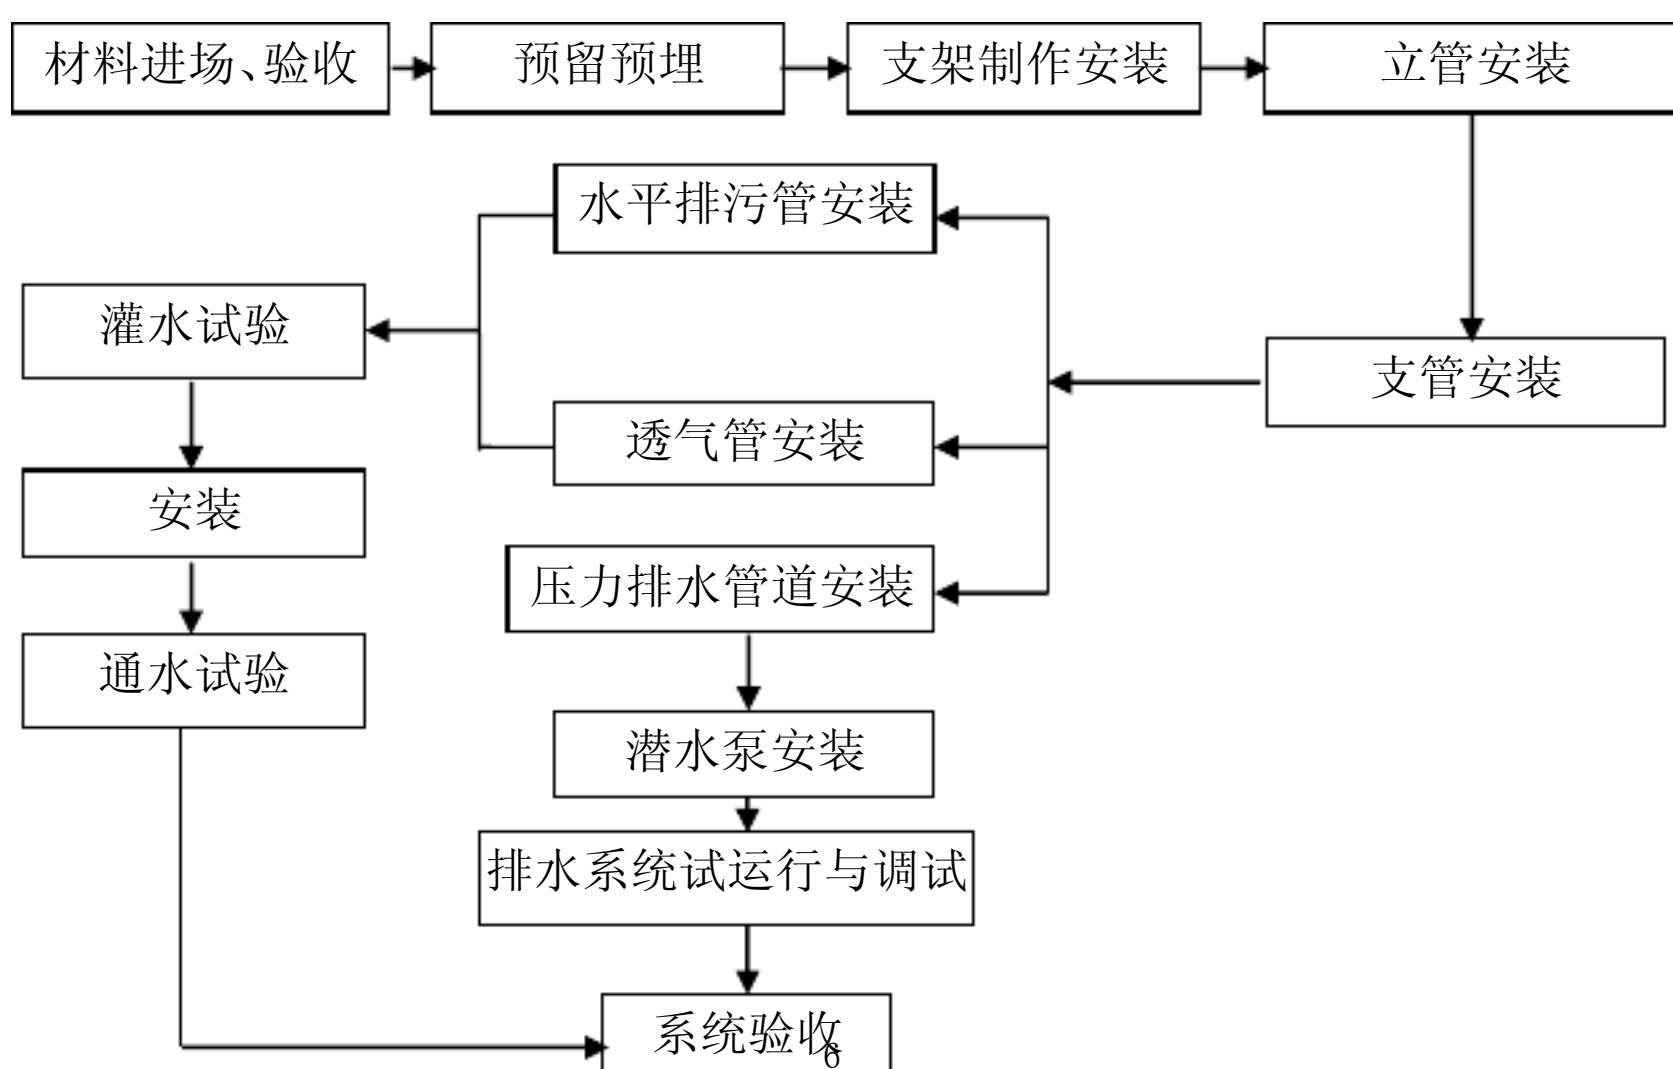 材料进场、验收
预留预埋
支架制作安装
立管安装
水平排污管安装
灌水试验
支管安装
透气管安装
安装
压力排水管道安装
通水试验
潜水泵安装
排水系统试运行与调试
系统验收
6